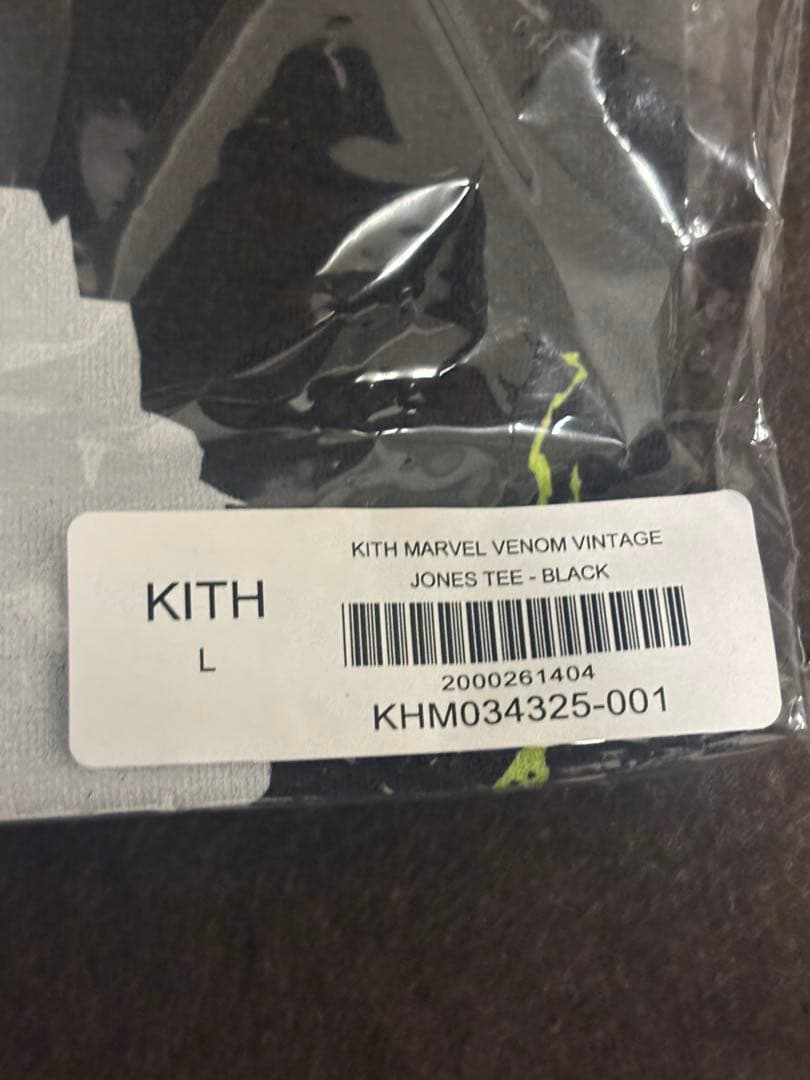 KITH
L
KITH MARVEL VENOM VINTAGE
JONES TEE - BLACK
2000261404
KHM034325-001